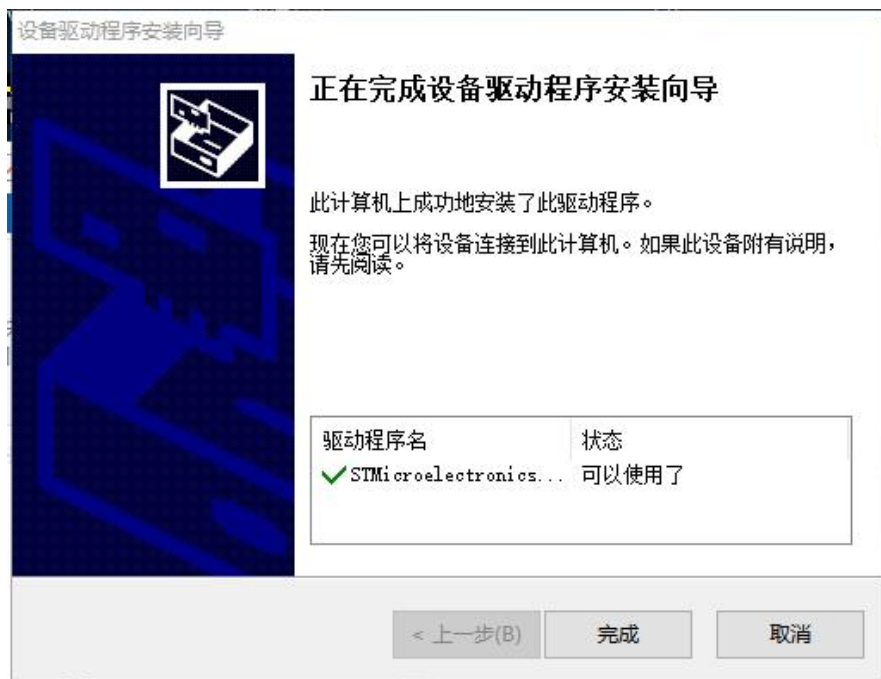 设备驱动程序安装向导
正在完成设备驱动程序安装向导
此计算机上成功地安装了此驱动程序。
现在您可以将设备连接到此计算机。如果此设备附有说明，
请先阅读。
驱动程序名 状态
STMicroelectronics... 可以使用了
< 上一步(B) 完成 取消